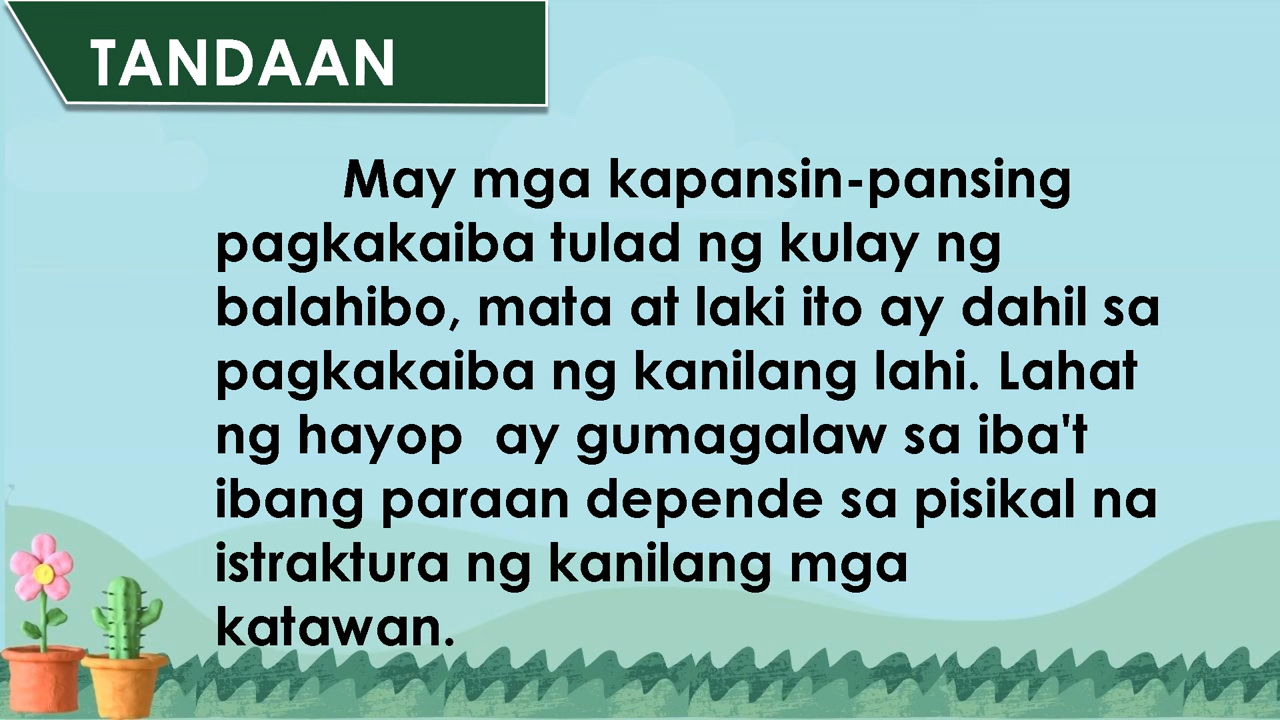 TANDAAN
May mga kapansin-pansing
pagkakaiba tulad ng kulay ng
balahibo, mata at laki ito ay dahil sa
pagkakaiba ng kanilang lahi. Lahat
ng hayop  ay gumagalaw sa iba't
ibang paraan depende sa pisikal na
istraktura ng kanilang mga
katawan.